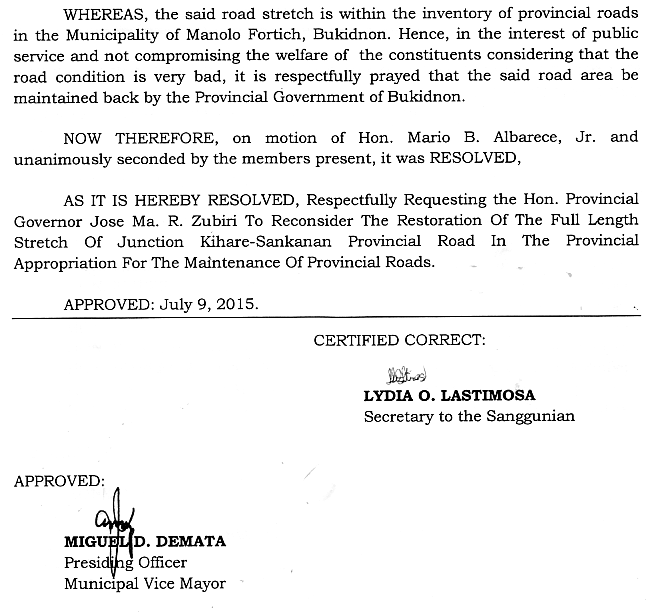 WHEREAS, the said road stretch is within the inventory of provincial roads
in the Municipality of Manolo Fortich, Bukidnon. Hence, in the interest of public
service and not compromising the welfare of the constituents considering that the
road condition is very bad, it is respectfully prayed that the said road area be
maintained back by the Provincial Government of Bukidnon.
NOW THEREFORE, on motion of Hon. Mario B. Albarece, Jr. and
unanimously seconded by the members present, it was RESOLVED,
AS IT IS HEREBY RESOLVED, Respectfully Requesting the Hon. Provincial
Governor Jose Ma. R. Zubiri To Reconsider The Restoration Of The Full Length
Stretch Of Junction Kihare-Sankanan Provincial Road In The Provincial
Appropriation For The Maintenance Of Provincial Roads.
APPROVED: July 9, 2015.
CERTIFIED CORRECT:
LYDIA O. LASTIMOSA
Secretary to the Sanggunian
APPROVED:
MIGUEL D. DEMATA
Presiding Officer
Municipal Vice Mayor